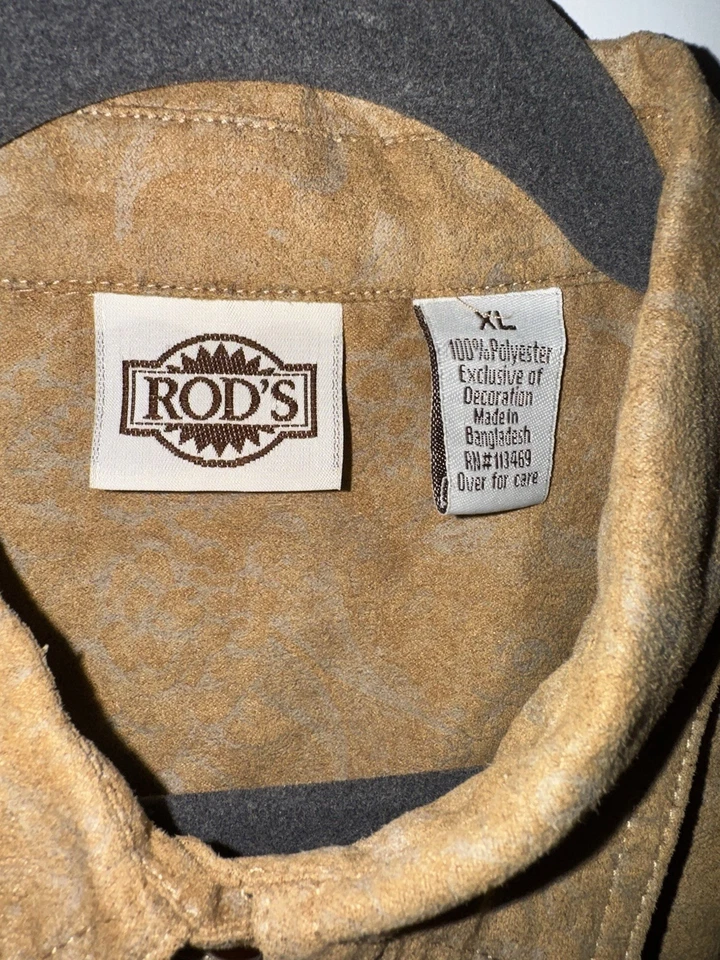 ROD'S
XL
100%Polyester
Exclusive of
Decoration
Made in
Bangladesh
RN#113469
Over for care